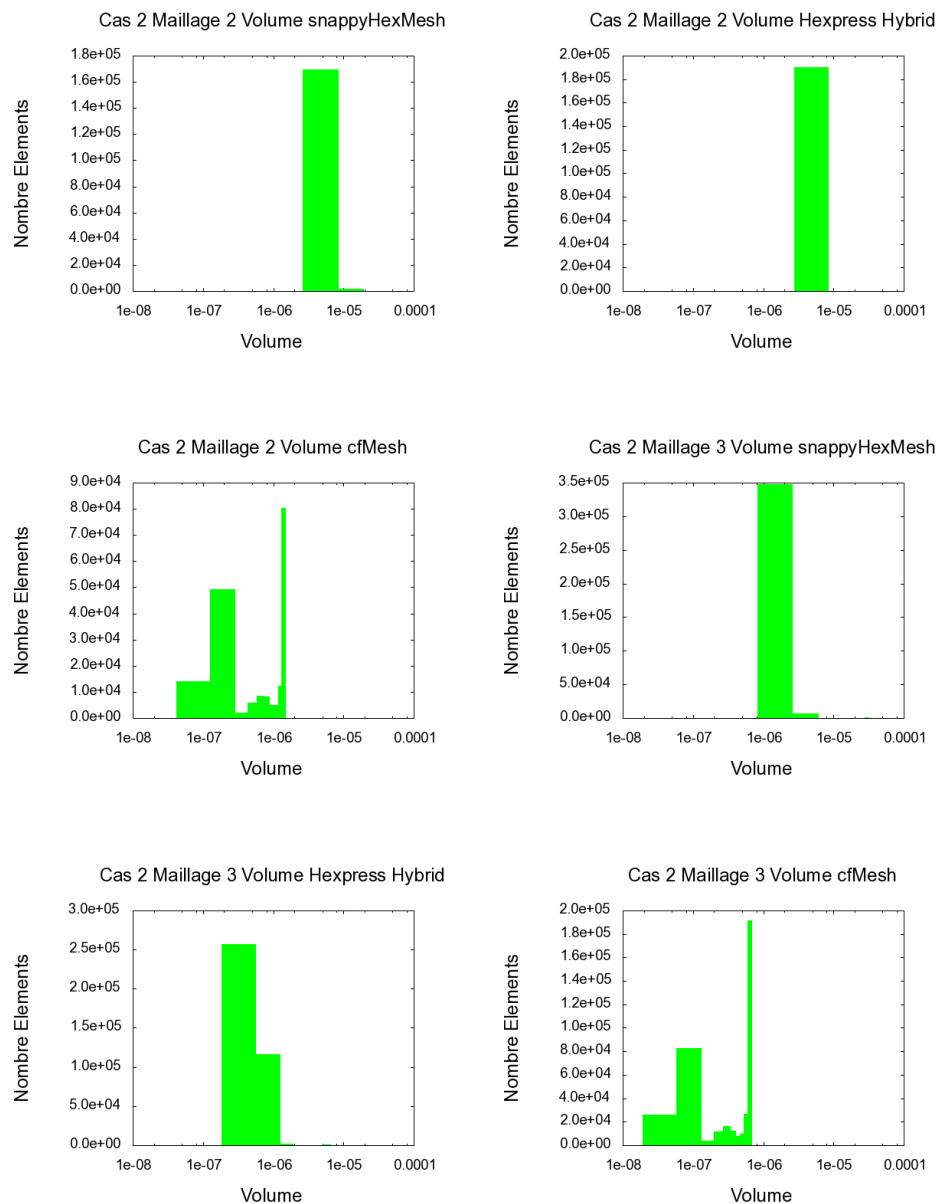 Cas 2 Maillage 2 Volume snappyHexMesh
Nombre Elements
1.8e+05
1.6e+05
1.4e+05
1.2e+05
1.0e+05
8.0e+04
6.0e+04
4.0e+04
2.0e+04
0.0e+00
1e-08 1e-07 1e-06 1e-05 0.0001
Volume
Cas 2 Maillage 2 Volume Hexpress Hybrid
Nombre Elements
2.0e+05
1.8e+05
1.6e+05
1.4e+05
1.2e+05
1.0e+05
8.0e+04
6.0e+04
4.0e+04
2.0e+04
0.0e+00
1e-08 1e-07 1e-06 1e-05 0.0001
Volume
Cas 2 Maillage 2 Volume cfMesh
Nombre Elements
9.0e+04
8.0e+04
7.0e+04
6.0e+04
5.0e+04
4.0e+04
3.0e+04
2.0e+04
1.0e+04
0.0e+00
1e-08 1e-07 1e-06 1e-05 0.0001
Volume
Cas 2 Maillage 3 Volume snappyHexMesh
Nombre Elements
3.5e+05
3.0e+05
2.5e+05
2.0e+05
1.5e+05
1.0e+05
5.0e+04
0.0e+00
1e-08 1e-07 1e-06 1e-05 0.0001
Volume
Cas 2 Maillage 3 Volume Hexpress Hybrid
Nombre Elements
3.0e+05
2.5e+05
2.0e+05
1.5e+05
1.0e+05
5.0e+04
0.0e+00
1e-08 1e-07 1e-06 1e-05 0.0001
Volume
Cas 2 Maillage 3 Volume cfMesh
Nombre Elements
2.0e+05
1.8e+05
1.6e+05
1.4e+05
1.2e+05
1.0e+05
8.0e+04
6.0e+04
4.0e+04
2.0e+04
0.0e+00
1e-08 1e-07 1e-06 1e-05 0.0001
Volume